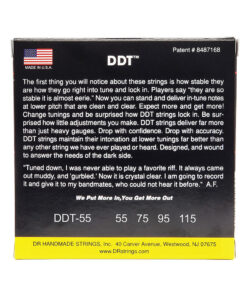 Patent # 8487168
DDT™
MADE IN U.S.A.
The first thing you will notice about these strings is how stable they
are how they go right into tune and lock in. Players say "they are so
stable it is almost eerie." Now you can stand and deliver in-tune notes
at lower pitch that are clean and clear. Expect more and get more!
Change tunings and be surprised how DDT strings lock in. Be sur-
prised how little adjustments you make. DDT strings deliver far more
than just heavy gauges. Drop with confidence. Drop with accuracy.
DDT strings maintain their intonation at lower tunings far better than
any other string we have ever played or heard. Designed, and wound
to answer the needs of the dark side.
"Tuned down, I was never able to play a favorite riff. It always came
out muddy, and 'gurbled.' Now it is crystal clear. I am going to record
it and give it to my bandmates, who could not hear it before." A.F.
DDT-55 55 75 95 115
The More You Put In, You Get More Out
DR HANDMADE STRINGS, Inc. 40 Carver Avenue, Westwood, NJ 07675
www.DRstrings.com